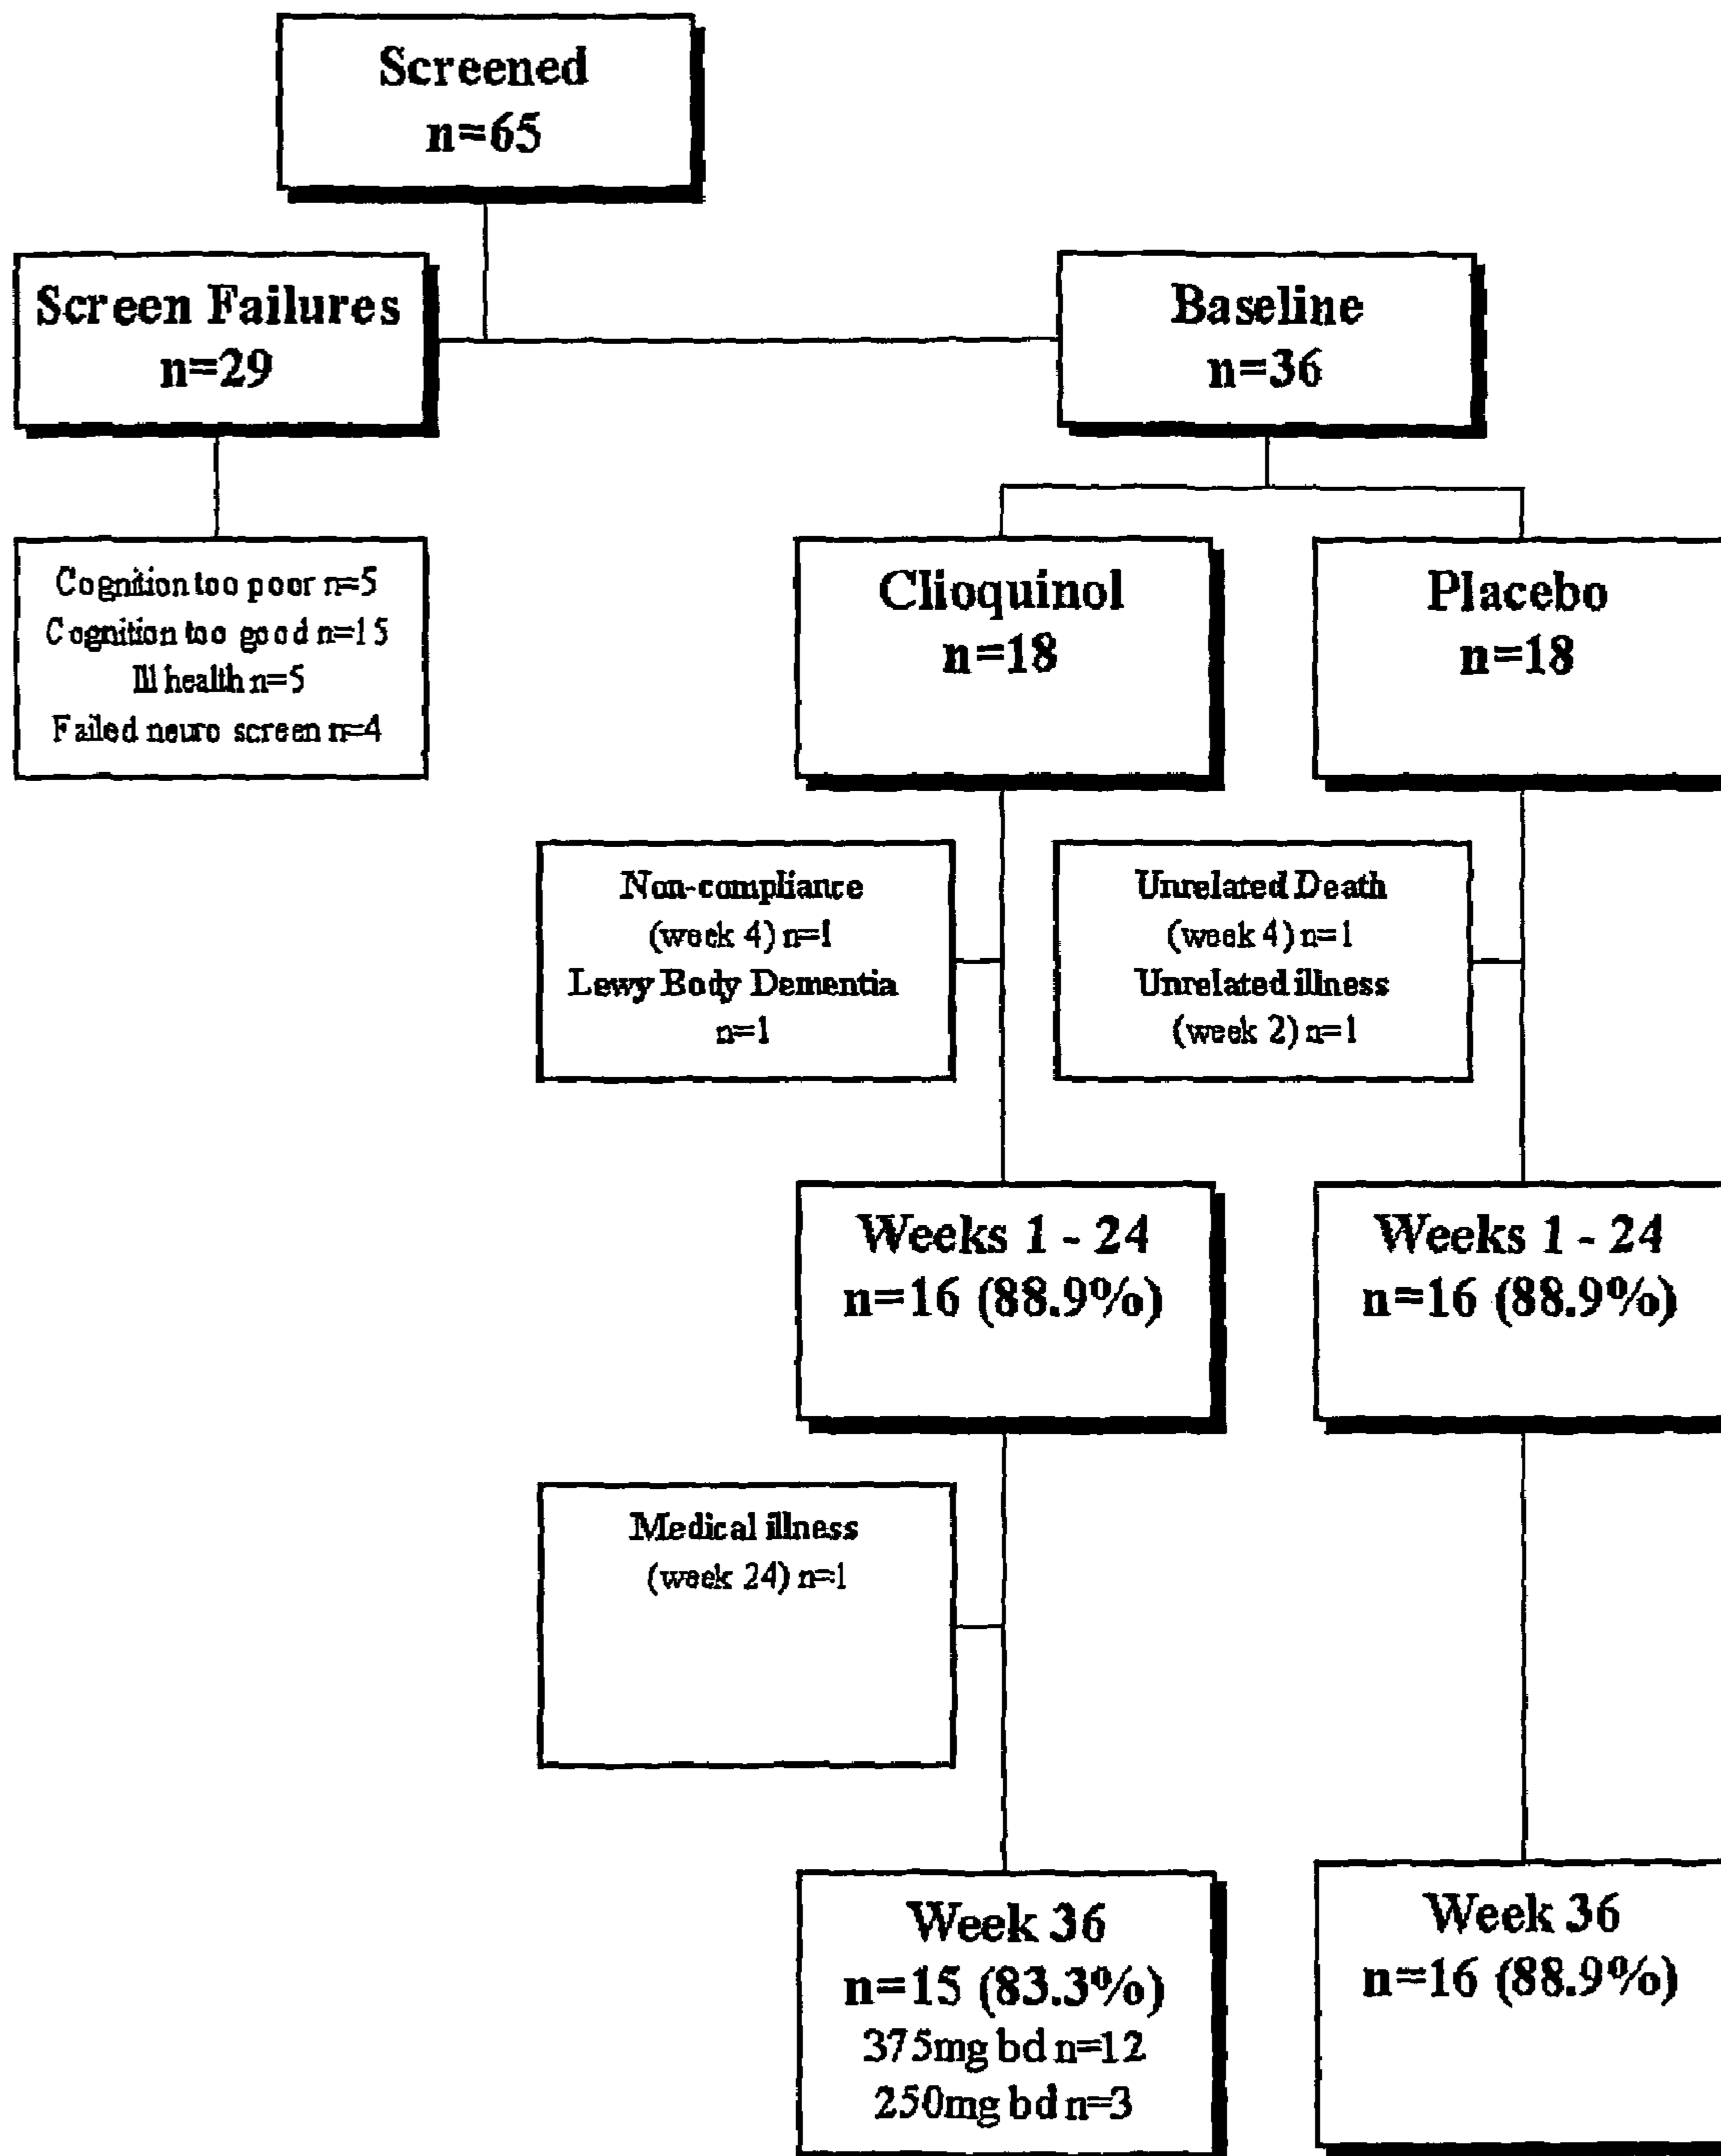 Screened
n=65
Screen Failures
n=29
Baseline
n=36
Cognition too poor n=5
Cognition too good n=15
Ill health n=5
Failed neuro screen n=4
Clioquinol
n=18
Placebo
n=18
Non-compliance
(week 4) n=1
Lewy Body Dementia
n=1
Unrelated Death
(week 4) n=1
Unrelated illness
(week 2) n=1
Weeks 1 - 24
n=16 (88.9%)
Weeks 1 - 24
n=16 (88.9%)
Medical illness
(week 24) n=1
Week 36
n=15 (83.3%)
375mg bd n=12
250mg bd n=3
Week 36
n=16 (88.9%)